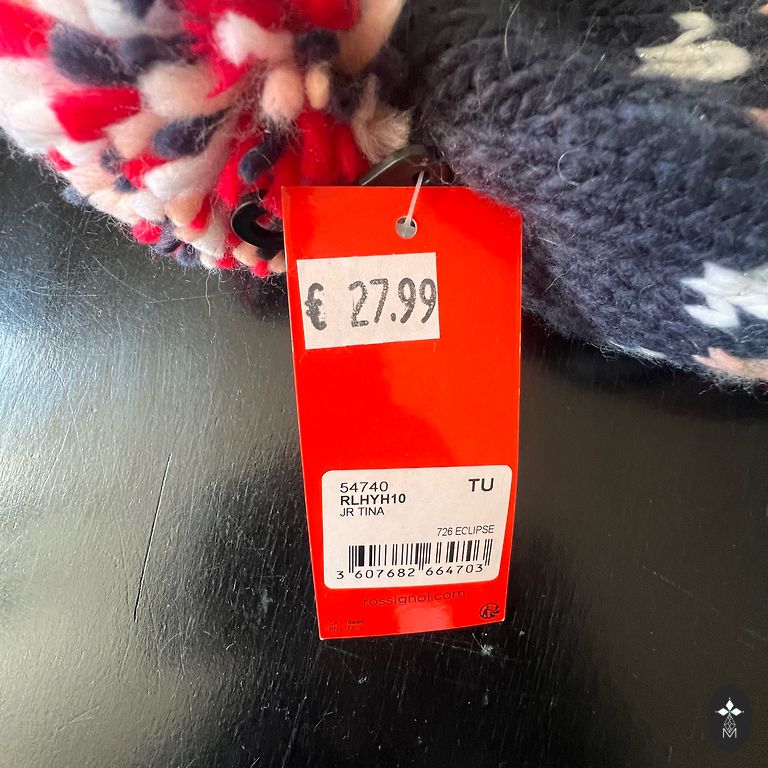 € 27.99
54740 TU
RLHYH10
JR TINA
726 ECLIPSE
3 607682 664703
rossignol.com
M